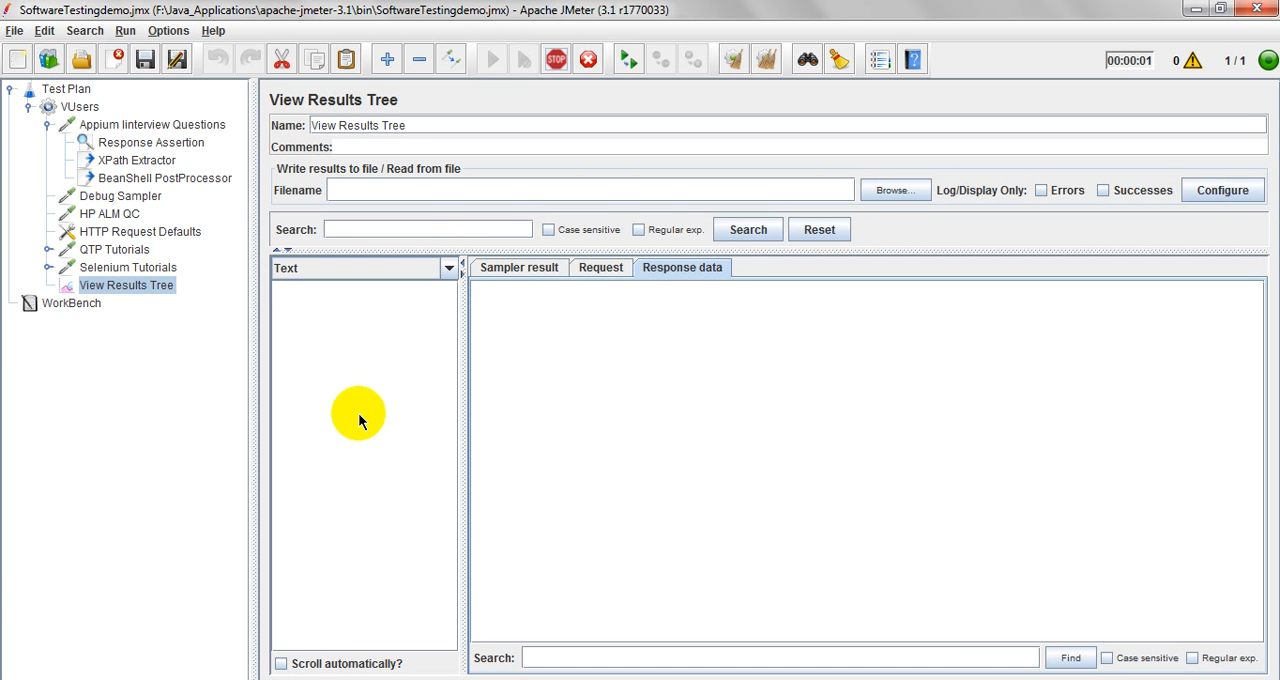 SoftwareTestingdemo.jmx (F:\Java_Applications\apache-jmeter-3.1\bin\SoftwareTestingdemo.jmx) - Apache JMeter (3.1 r1770033)
File Edit Search Run Options Help
STOP 00:00:01 0 1 / 1
Test Plan
VUsers
Appium Iinterview Questions
Response Assertion
XPath Extractor
BeanShell PostProcessor
Debug Sampler
HP ALM QC
HTTP Request Defaults
QTP Tutorials
Selenium Tutorials
View Results Tree
WorkBench
View Results Tree
Name: View Results Tree
Comments:
Write results to file / Read from file
Filename Browse... Log/Display Only: Errors Successes Configure
Search: Case sensitive Regular exp. Search Reset
Text Sampler result Request Response data
Scroll automatically?
Search: Find Case sensitive Regular exp.